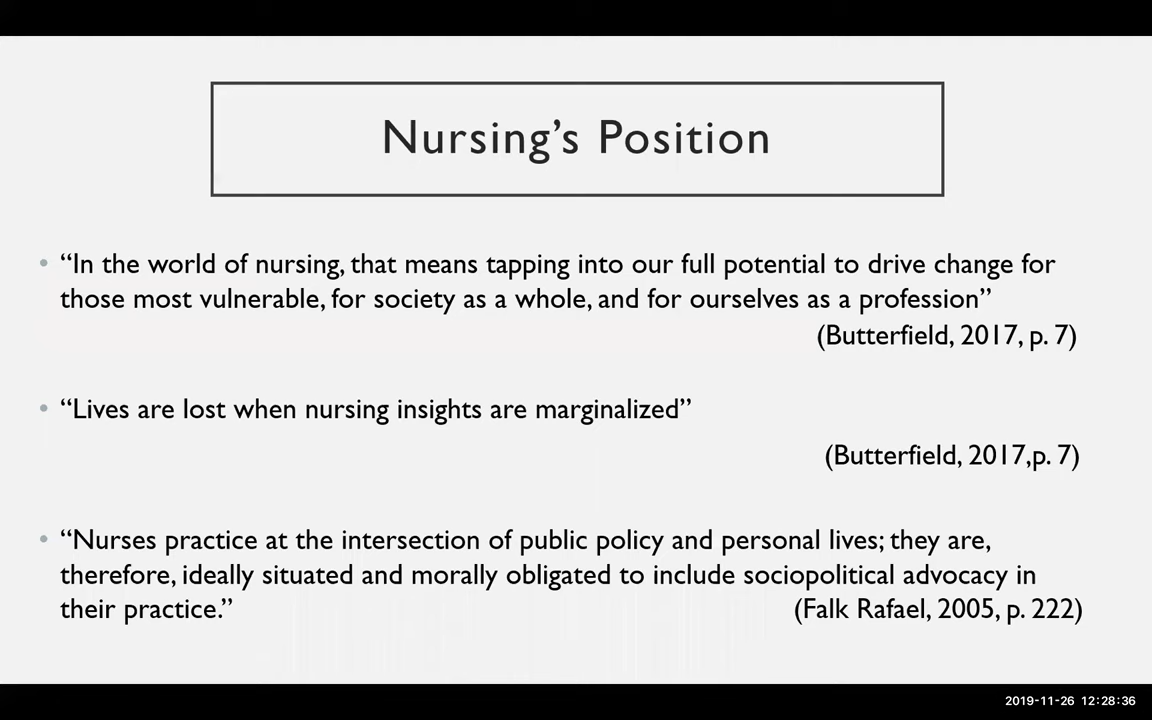 Nursing’s Position
• “In the world of nursing, that means tapping into our full potential to drive change for
those most vulnerable, for society as a whole, and for ourselves as a profession”
(Butterfield, 2017, p. 7)
• “Lives are lost when nursing insights are marginalized”
(Butterfield, 2017,p. 7)
• “Nurses practice at the intersection of public policy and personal lives; they are,
therefore, ideally situated and morally obligated to include sociopolitical advocacy in
their practice.” (Falk Rafael, 2005, p. 222)
2019-11-26 12:28:36